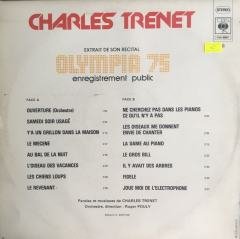 CHARLES TRENET
EXTRAIT DE SON RECITAL
OLYMPIA 75
enregistrement public
FACE A
OUVERTURE (Orchestre)
SAMEDI SOIR USAGÉ
Y'A UN GRILLON DANS LA MAISON
LE MECENE
AU BAL DE LA NUIT
L'OISEAU DES VACANCES
LES CHIENS LOUPS
LE REVENANT
FACE B
NE CHERCHEZ PAS DANS LES PIANOS
CE QU'IL N'Y A PAS
LES OISEAUX ME DONNENT
ENVIE DE CHANTER
LA DAME AU PIANO
LE GROS BILL
IL Y AVAIT DES ARBRES
FIDELE
JOUE MOI DE L'ELECTROPHONE
Paroles et musiques de CHARLES TRENET
Orchestre, direction : Roger POULY